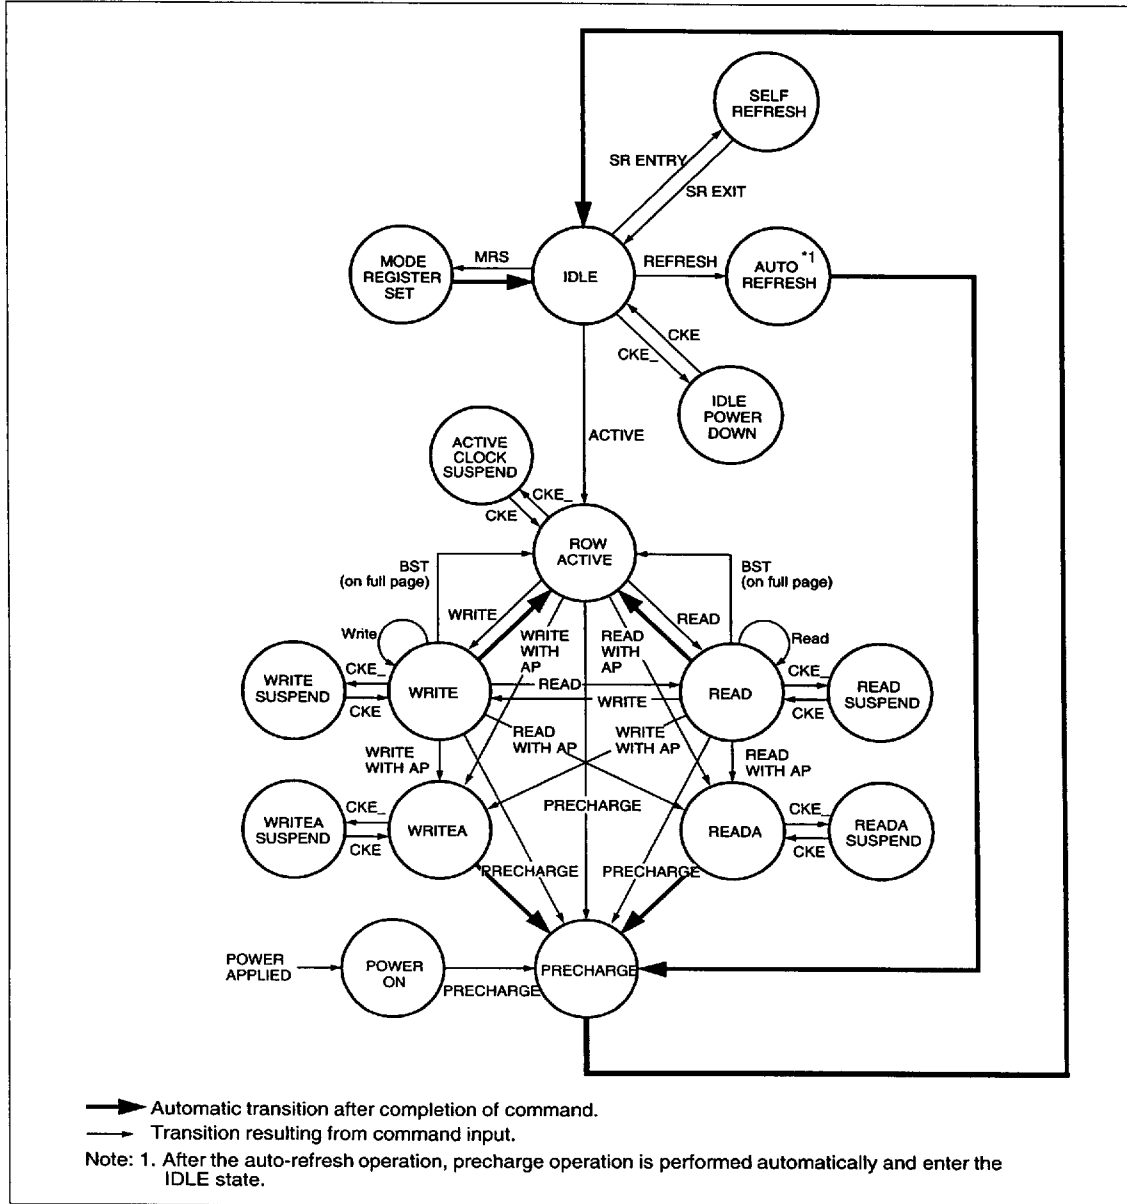 SELF
REFRESH
SR ENTRY
SR EXIT
MODE
REGISTER
SET
MRS
IDLE
REFRESH
AUTO *1
REFRESH
CKE
CKE_
IDLE
POWER
DOWN
ACTIVE
ACTIVE
CLOCK
SUSPEND
CKE_
CKE
ROW
ACTIVE
BST
(on full page)
BST
(on full page)
WRITE
READ
Write
WRITE
WITH
AP
READ
WITH
AP
Read
WRITE
SUSPEND
CKE_
CKE
WRITE
READ
WRITE
READ
CKE_
CKE
READ
SUSPEND
WRITE
WITH AP
READ
WITH AP
WRITE
WITH AP
READ
WITH AP
WRITEA
SUSPEND
CKE_
CKE
WRITEA
PRECHARGE
READA
CKE_
CKE
READA
SUSPEND
PRECHARGE
PRECHARGE
POWER
APPLIED
POWER
ON
PRECHARGE
PRECHARGE
Automatic transition after completion of command.
Transition resulting from command input.
Note: 1. After the auto-refresh operation, precharge operation is performed automatically and enter the
IDLE state.